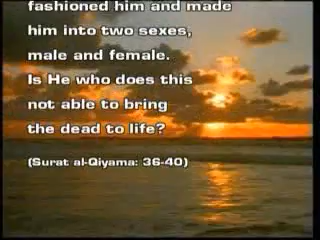 fashioned him and made
him into two sexes,
male and female.
Is He who does this
not able to bring
the dead to life?
(Surat al-Qiyama: 36-40)